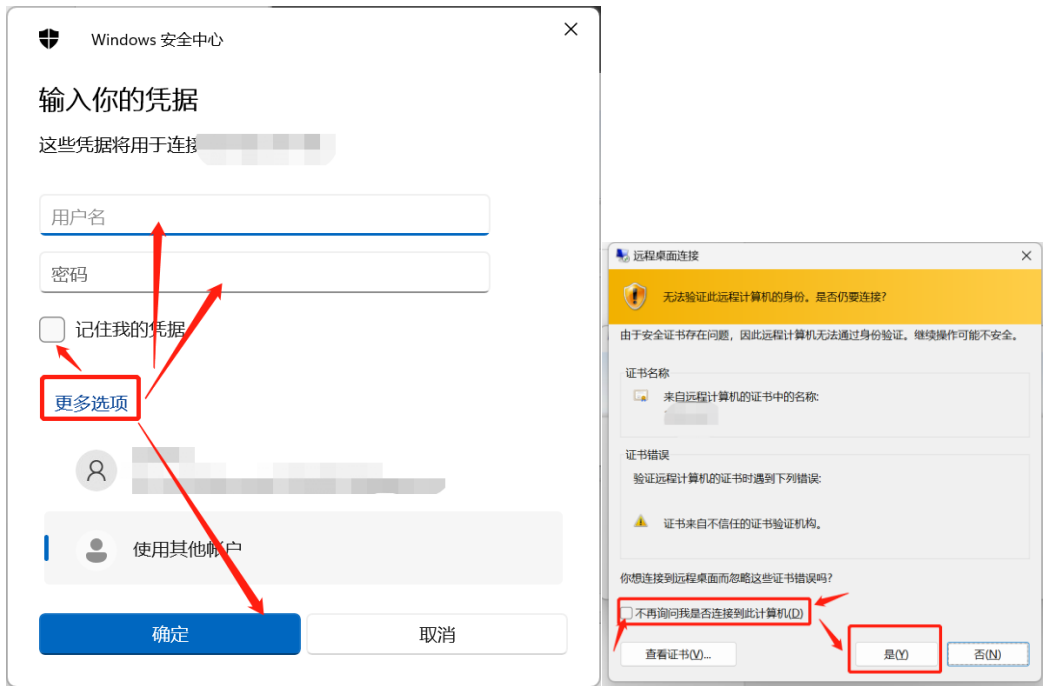 Windows 安全中心
输入你的凭据
这些凭据将用于连接
用户名
密码
记住我的凭据
更多选项
使用其他帐户
确定
取消
远程桌面连接
无法验证此远程计算机的身份。是否仍要连接?
由于安全证书存在问题，因此远程计算机无法通过身份验证。继续操作可能不安全。
证书名称
来自远程计算机的证书中的名称:
证书错误
验证远程计算机的证书时遇到下列错误:
证书来自不信任的证书验证机构。
你想连接到远程桌面而忽略这些证书错误吗?
不再询问我是否连接到此计算机(D)
查看证书(V)...
是(Y)
否(N)